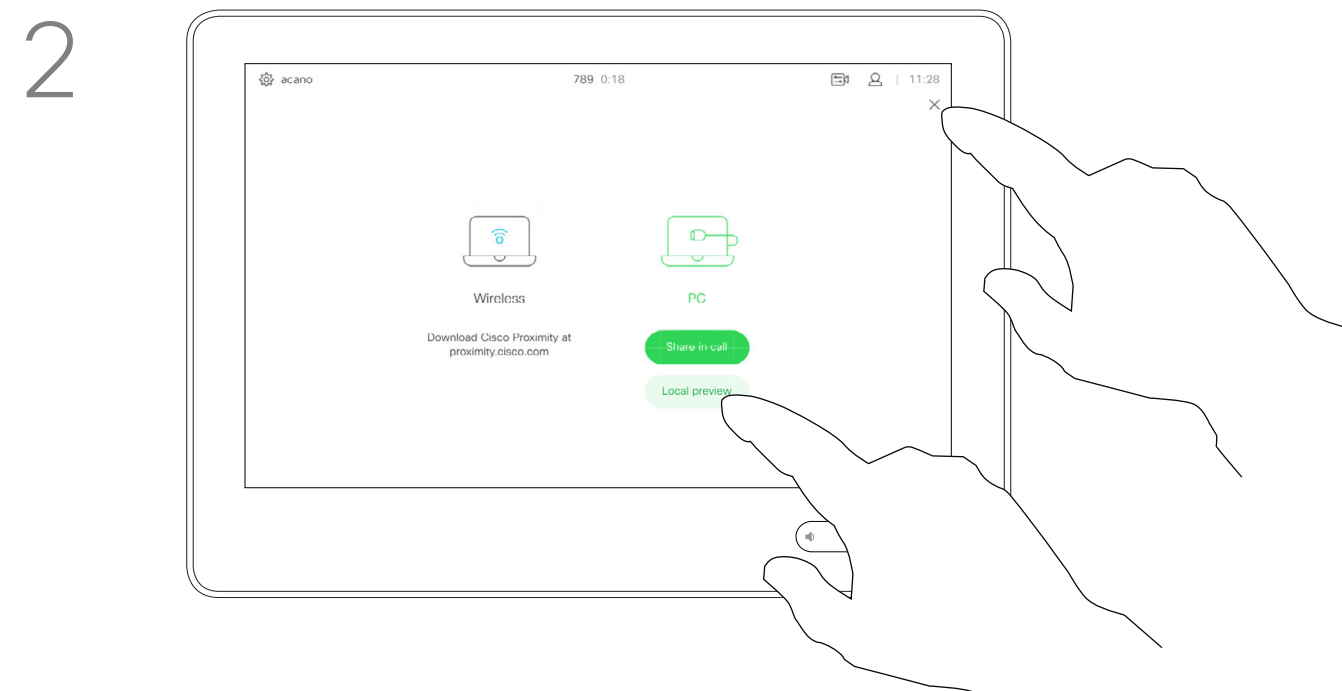 2
acano
789 0:18
11:28
Wireless
PC
Download Cisco Proximity at
proximity.cisco.com
Share in call
Local preview